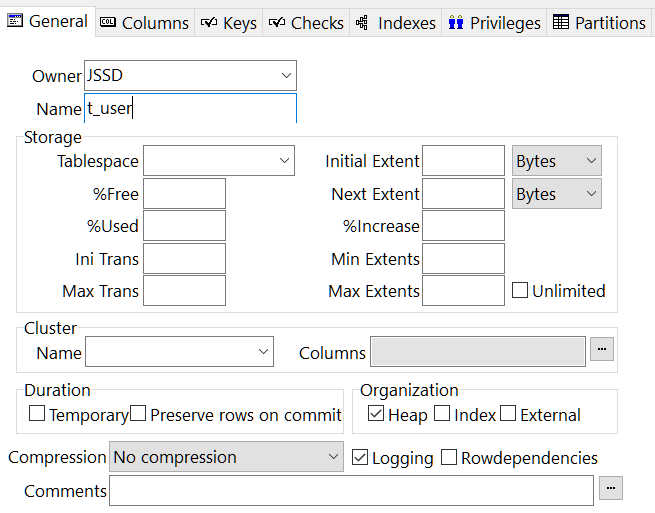 General Columns Keys Checks Indexes Privileges Partitions
Owner JSSD
Name t_user
Storage
Tablespace Initial Extent Bytes
%Free Next Extent Bytes
%Used %Increase
Ini Trans Min Extents
Max Trans Max Extents Unlimited
Cluster
Name Columns ...
Duration Organization
Temporary Preserve rows on commit Heap Index External
Compression No compression Logging Rowdependencies
Comments ...